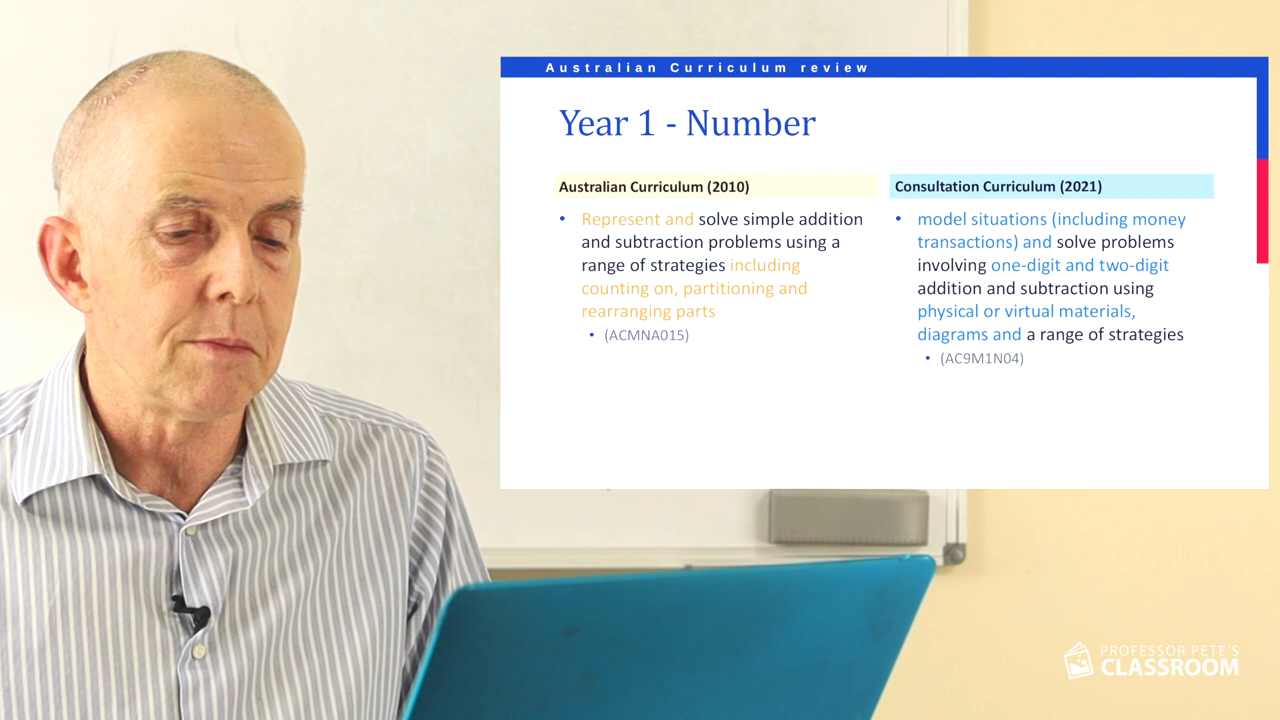 Australian Curriculum review
Year 1 - Number
Australian Curriculum (2010)
• Represent and solve simple addition
and subtraction problems using a
range of strategies including
counting on, partitioning and
rearranging parts
• (ACMNA015)
Consultation Curriculum (2021)
• model situations (including money
transactions) and solve problems
involving one-digit and two-digit
addition and subtraction using
physical or virtual materials,
diagrams and a range of strategies
• (AC9M1N04)
PROFESSOR PETE'S
CLASSROOM